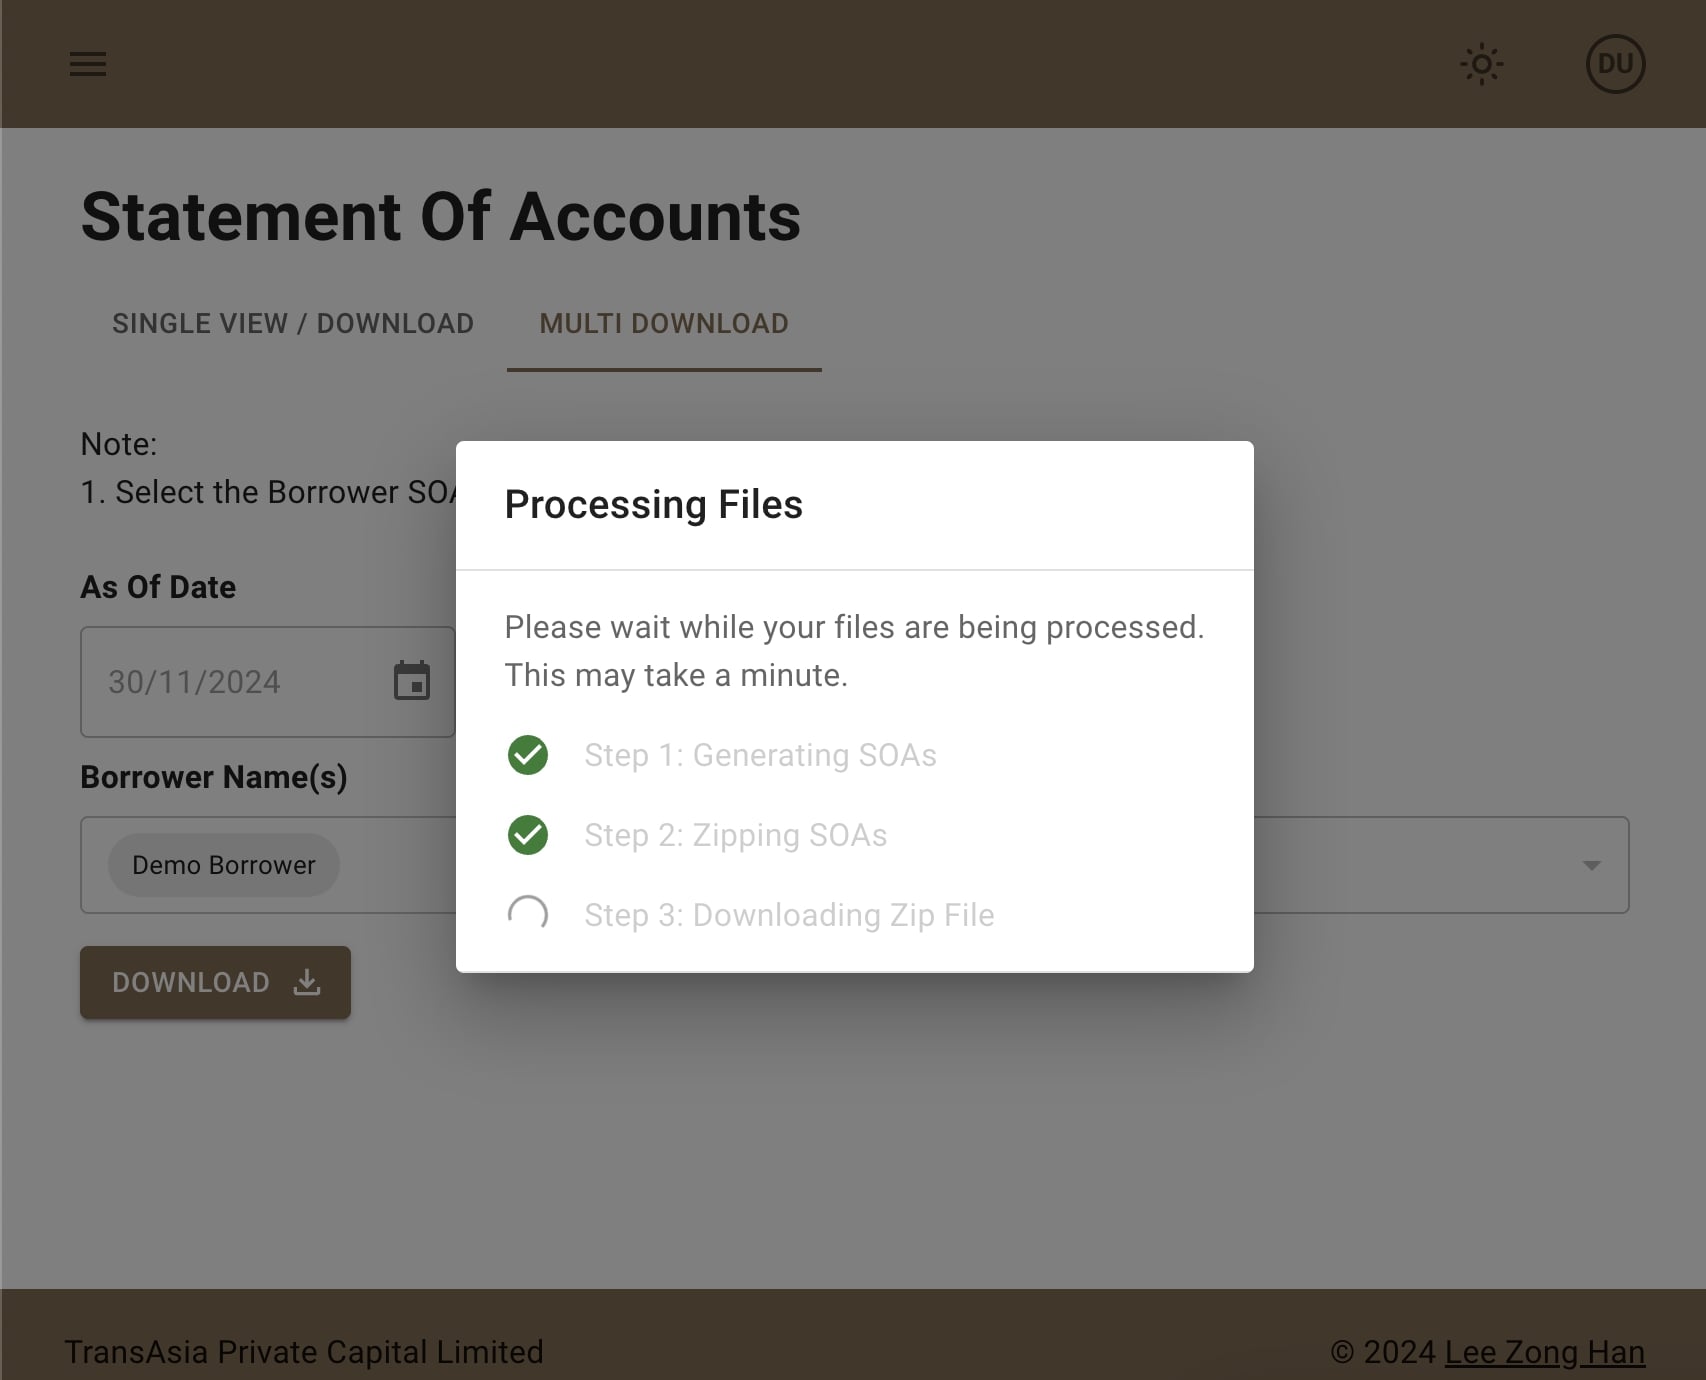 DU
Statement Of Accounts
SINGLE VIEW / DOWNLOAD
MULTI DOWNLOAD
Note:
1. Select the Borrower SOA
As Of Date
30/11/2024
Borrower Name(s)
Demo Borrower
DOWNLOAD
Processing Files
Please wait while your files are being processed.
This may take a minute.
Step 1: Generating SOAs
Step 2: Zipping SOAs
Step 3: Downloading Zip File
TransAsia Private Capital Limited
© 2024 Lee Zong Han